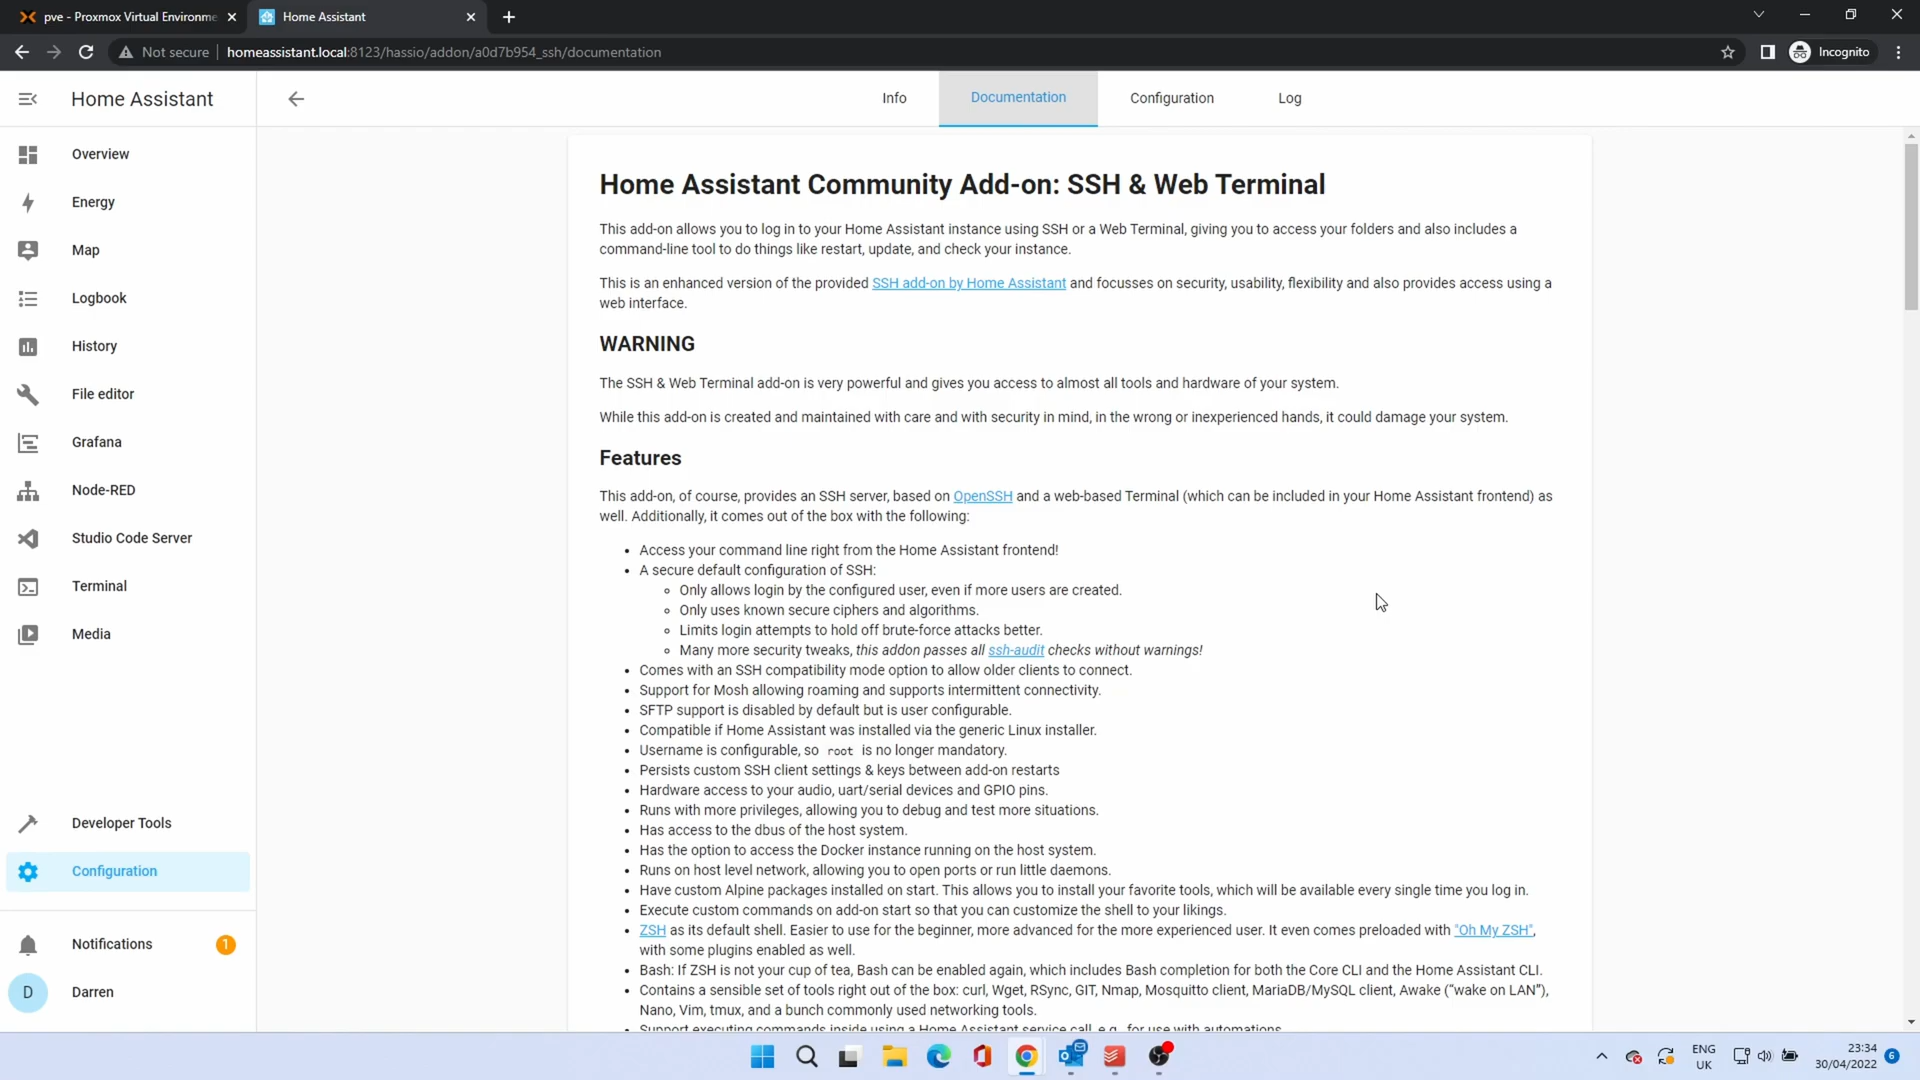 pve - Proxmox Virtual Environme
Home Assistant
Not secure
homeassistant.local:8123/hassio/addon/a0d7b954_ssh/documentation
Incognito
Home Assistant
Info
Documentation
Configuration
Log
Overview
Energy
Map
Logbook
History
File editor
Grafana
Node-RED
Studio Code Server
Terminal
Media
Developer Tools
Configuration
Notifications
1
D
Darren
Home Assistant Community Add-on: SSH & Web Terminal
This add-on allows you to log in to your Home Assistant instance using SSH or a Web Terminal, giving you to access your folders and also includes a
command-line tool to do things like restart, update, and check your instance.
This is an enhanced version of the provided SSH add-on by Home Assistant and focusses on security, usability, flexibility and also provides access using a
web interface.
WARNING
The SSH & Web Terminal add-on is very powerful and gives you access to almost all tools and hardware of your system.
While this add-on is created and maintained with care and with security in mind, in the wrong or inexperienced hands, it could damage your system.
Features
This add-on, of course, provides an SSH server, based on OpenSSH and a web-based Terminal (which can be included in your Home Assistant frontend) as
well. Additionally, it comes out of the box with the following:
• Access your command line right from the Home Assistant frontend!
• A secure default configuration of SSH:
◦ Only allows login by the configured user, even if more users are created.
◦ Only uses known secure ciphers and algorithms.
◦ Limits login attempts to hold off brute-force attacks better.
◦ Many more security tweaks, this addon passes all ssh-audit checks without warnings!
• Comes with an SSH compatibility mode option to allow older clients to connect.
• Support for Mosh allowing roaming and supports intermittent connectivity.
• SFTP support is disabled by default but is user configurable.
• Compatible if Home Assistant was installed via the generic Linux installer.
• Username is configurable, so root is no longer mandatory.
• Persists custom SSH client settings & keys between add-on restarts
• Hardware access to your audio, uart/serial devices and GPIO pins.
• Runs with more privileges, allowing you to debug and test more situations.
• Has access to the dbus of the host system.
• Has the option to access the Docker instance running on the host system.
• Runs on host level network, allowing you to open ports or run little daemons.
• Have custom Alpine packages installed on start. This allows you to install your favorite tools, which will be available every single time you log in.
• Execute custom commands on add-on start so that you can customize the shell to your likings.
• ZSH as its default shell. Easier to use for the beginner, more advanced for the more experienced user. It even comes preloaded with "Oh My ZSH",
with some plugins enabled as well.
• Bash: If ZSH is not your cup of tea, Bash can be enabled again, which includes Bash completion for both the Core CLI and the Home Assistant CLI.
• Contains a sensible set of tools right out of the box: curl, Wget, RSync, GIT, Nmap, Mosquitto client, MariaDB/MySQL client, Awake (“wake on LAN”),
Nano, Vim, tmux, and a bunch commonly used networking tools.
• Support executing commands inside using a Home Assistant service call, e.g., for use with automations.
ENG
UK
23:34
30/04/2022
6